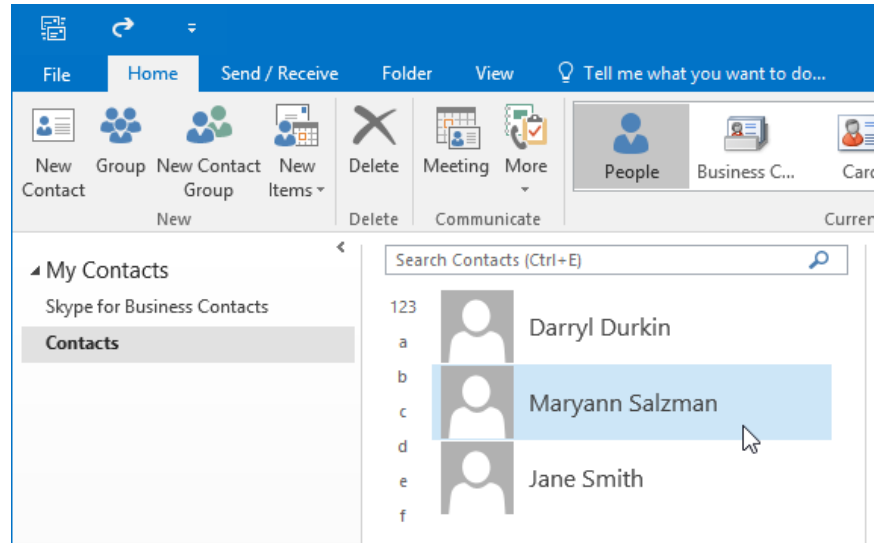 File Home Send / Receive Folder View Tell me what you want to do...
New Contact
Group
New Contact Group
New Items
Delete
Meeting
More
People
Business C...
Card
New Delete Communicate Curren
My Contacts
Skype for Business Contacts
Contacts
Search Contacts (Ctrl+E)
123
a
b
c
d
e
f
Darryl Durkin
Maryann Salzman
Jane Smith